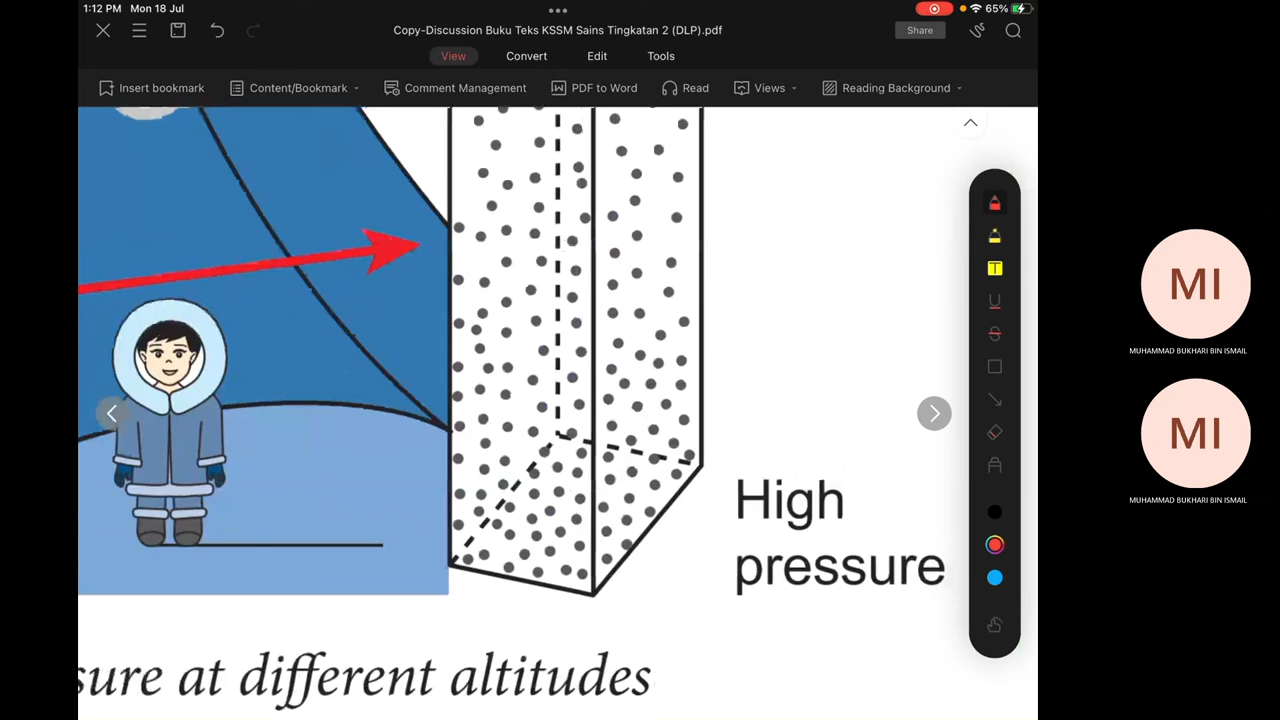 1:12 PM Mon 18 Jul
65%
Copy-Discussion Buku Teks KSSM Sains Tingkatan 2 (DLP).pdf
Share
View Convert Edit Tools
Insert bookmark Content/Bookmark Comment Management PDF to Word Read Views Reading Background
T
U
S
High
pressure
sure at different altitudes
MI
MUHAMMAD BUKHARI BIN ISMAIL
MI
MUHAMMAD BUKHARI BIN ISMAIL